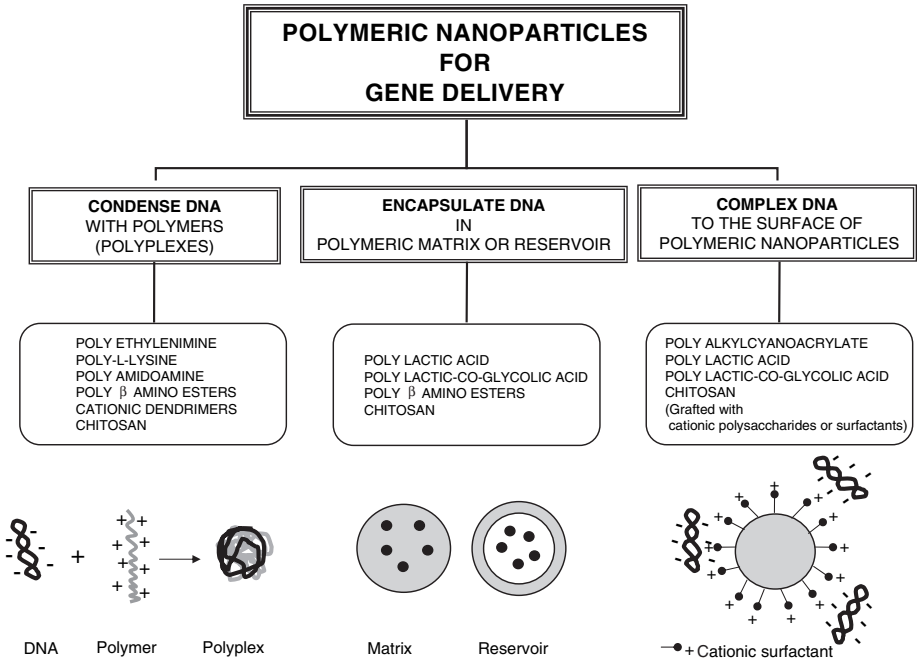 POLYMERIC NANOPARTICLES
FOR
GENE DELIVERY
CONDENSE DNA
WITH POLYMERS
(POLYPLEXES)
ENCAPSULATE DNA
IN
POLYMERIC MATRIX OR RESERVOIR
COMPLEX DNA
TO THE SURFACE OF
POLYMERIC NANOPARTICLES
POLY ETHYLENIMINE
POLY-L-LYSINE
POLY AMIDOAMINE
POLY β AMINO ESTERS
CATIONIC DENDRIMERS
CHITOSAN
POLY LACTIC ACID
POLY LACTIC-CO-GLYCOLIC ACID
POLY β AMINO ESTERS
CHITOSAN
POLY ALKYLCYANOACRYLATE
POLY LACTIC ACID
POLY LACTIC-CO-GLYCOLIC ACID
CHITOSAN
(Grafted with
cationic polysaccharides or surfactants)
DNA
Polymer
Polyplex
Matrix
Reservoir
+ Cationic surfactant